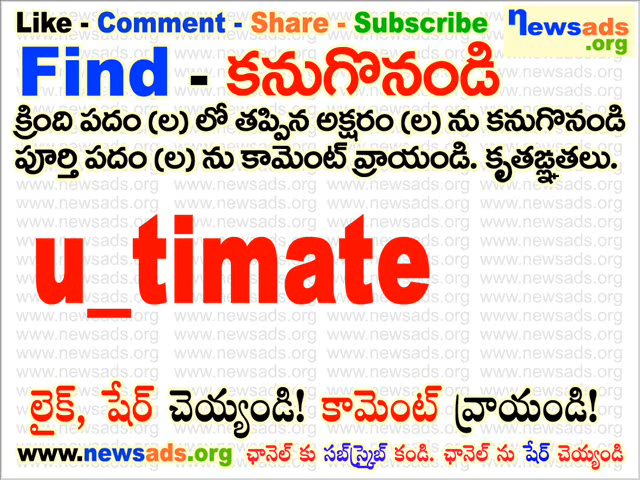 Like - Comment - Share - Subscribe
newsads
.org
Find - కనుగొనండి
క్రింది పదం (ల) లో తప్పిన అక్షరం (ల) ను కనుగొనండి
పూర్తి పదం (ల) ను కామెంట్ వ్రాయండి. కృతఙ్ఞతలు.
u_timate
లైక్, షేర్ చెయ్యండి! కామెంట్ వ్రాయండి!
www.newsads.org ఛానెల్ కు సబ్‌స్క్రైబ్ కండి. ఛానెల్ ను షేర్ చెయ్యండి